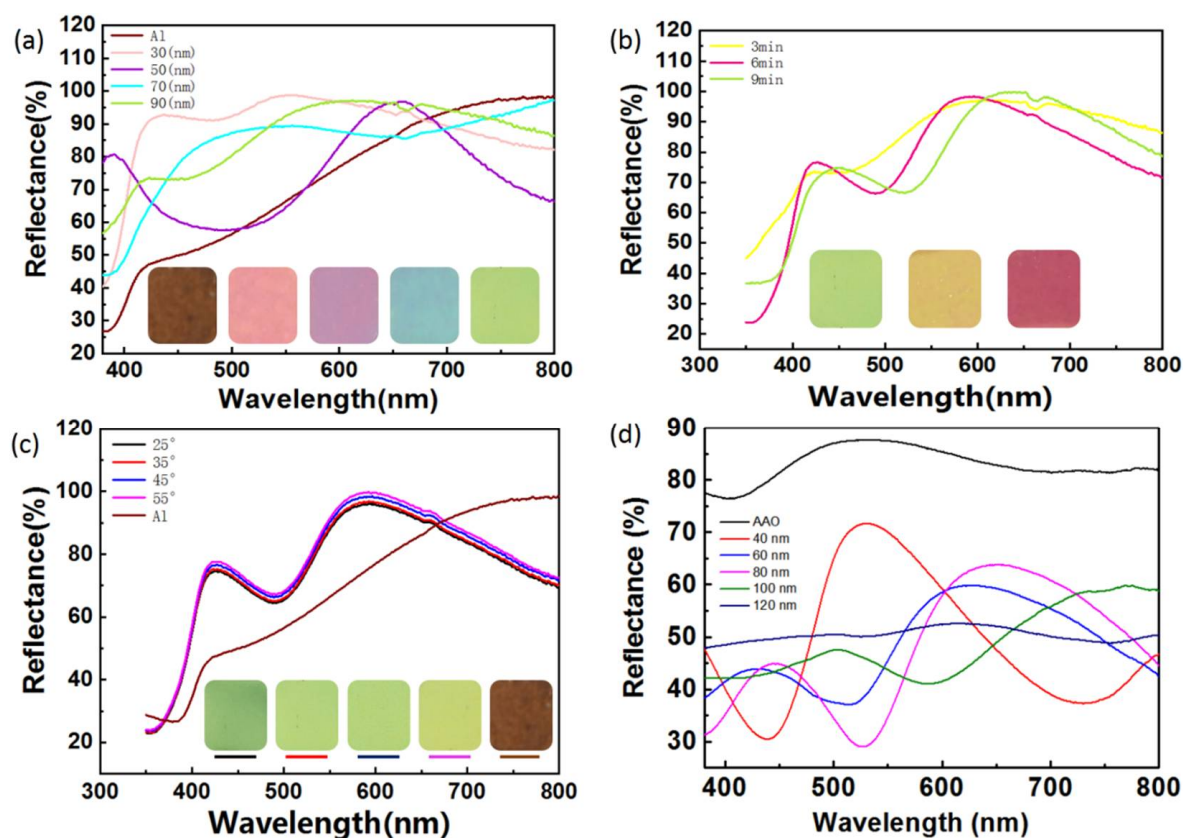 (a)
120
110
100
90
80
70
60
50
40
30
20
Reflectance(%)
Al
30(nm)
50(nm)
70(nm)
90(nm)
400
500
600
700
800
Wavelength(nm)
(b)
120
110
100
90
80
70
60
50
40
30
20
Reflectance(%)
3min
6min
9min
300
400
500
600
700
800
Wavelength(nm)
(c)
120
100
80
60
40
20
Reflectance(%)
25°
35°
45°
55°
Al
300
400
500
600
700
800
Wavelength(nm)
(d)
90
80
70
60
50
40
30
Reflectance (%)
AAO
40 nm
60 nm
80 nm
100 nm
120 nm
400
500
600
700
800
Wavelength (nm)